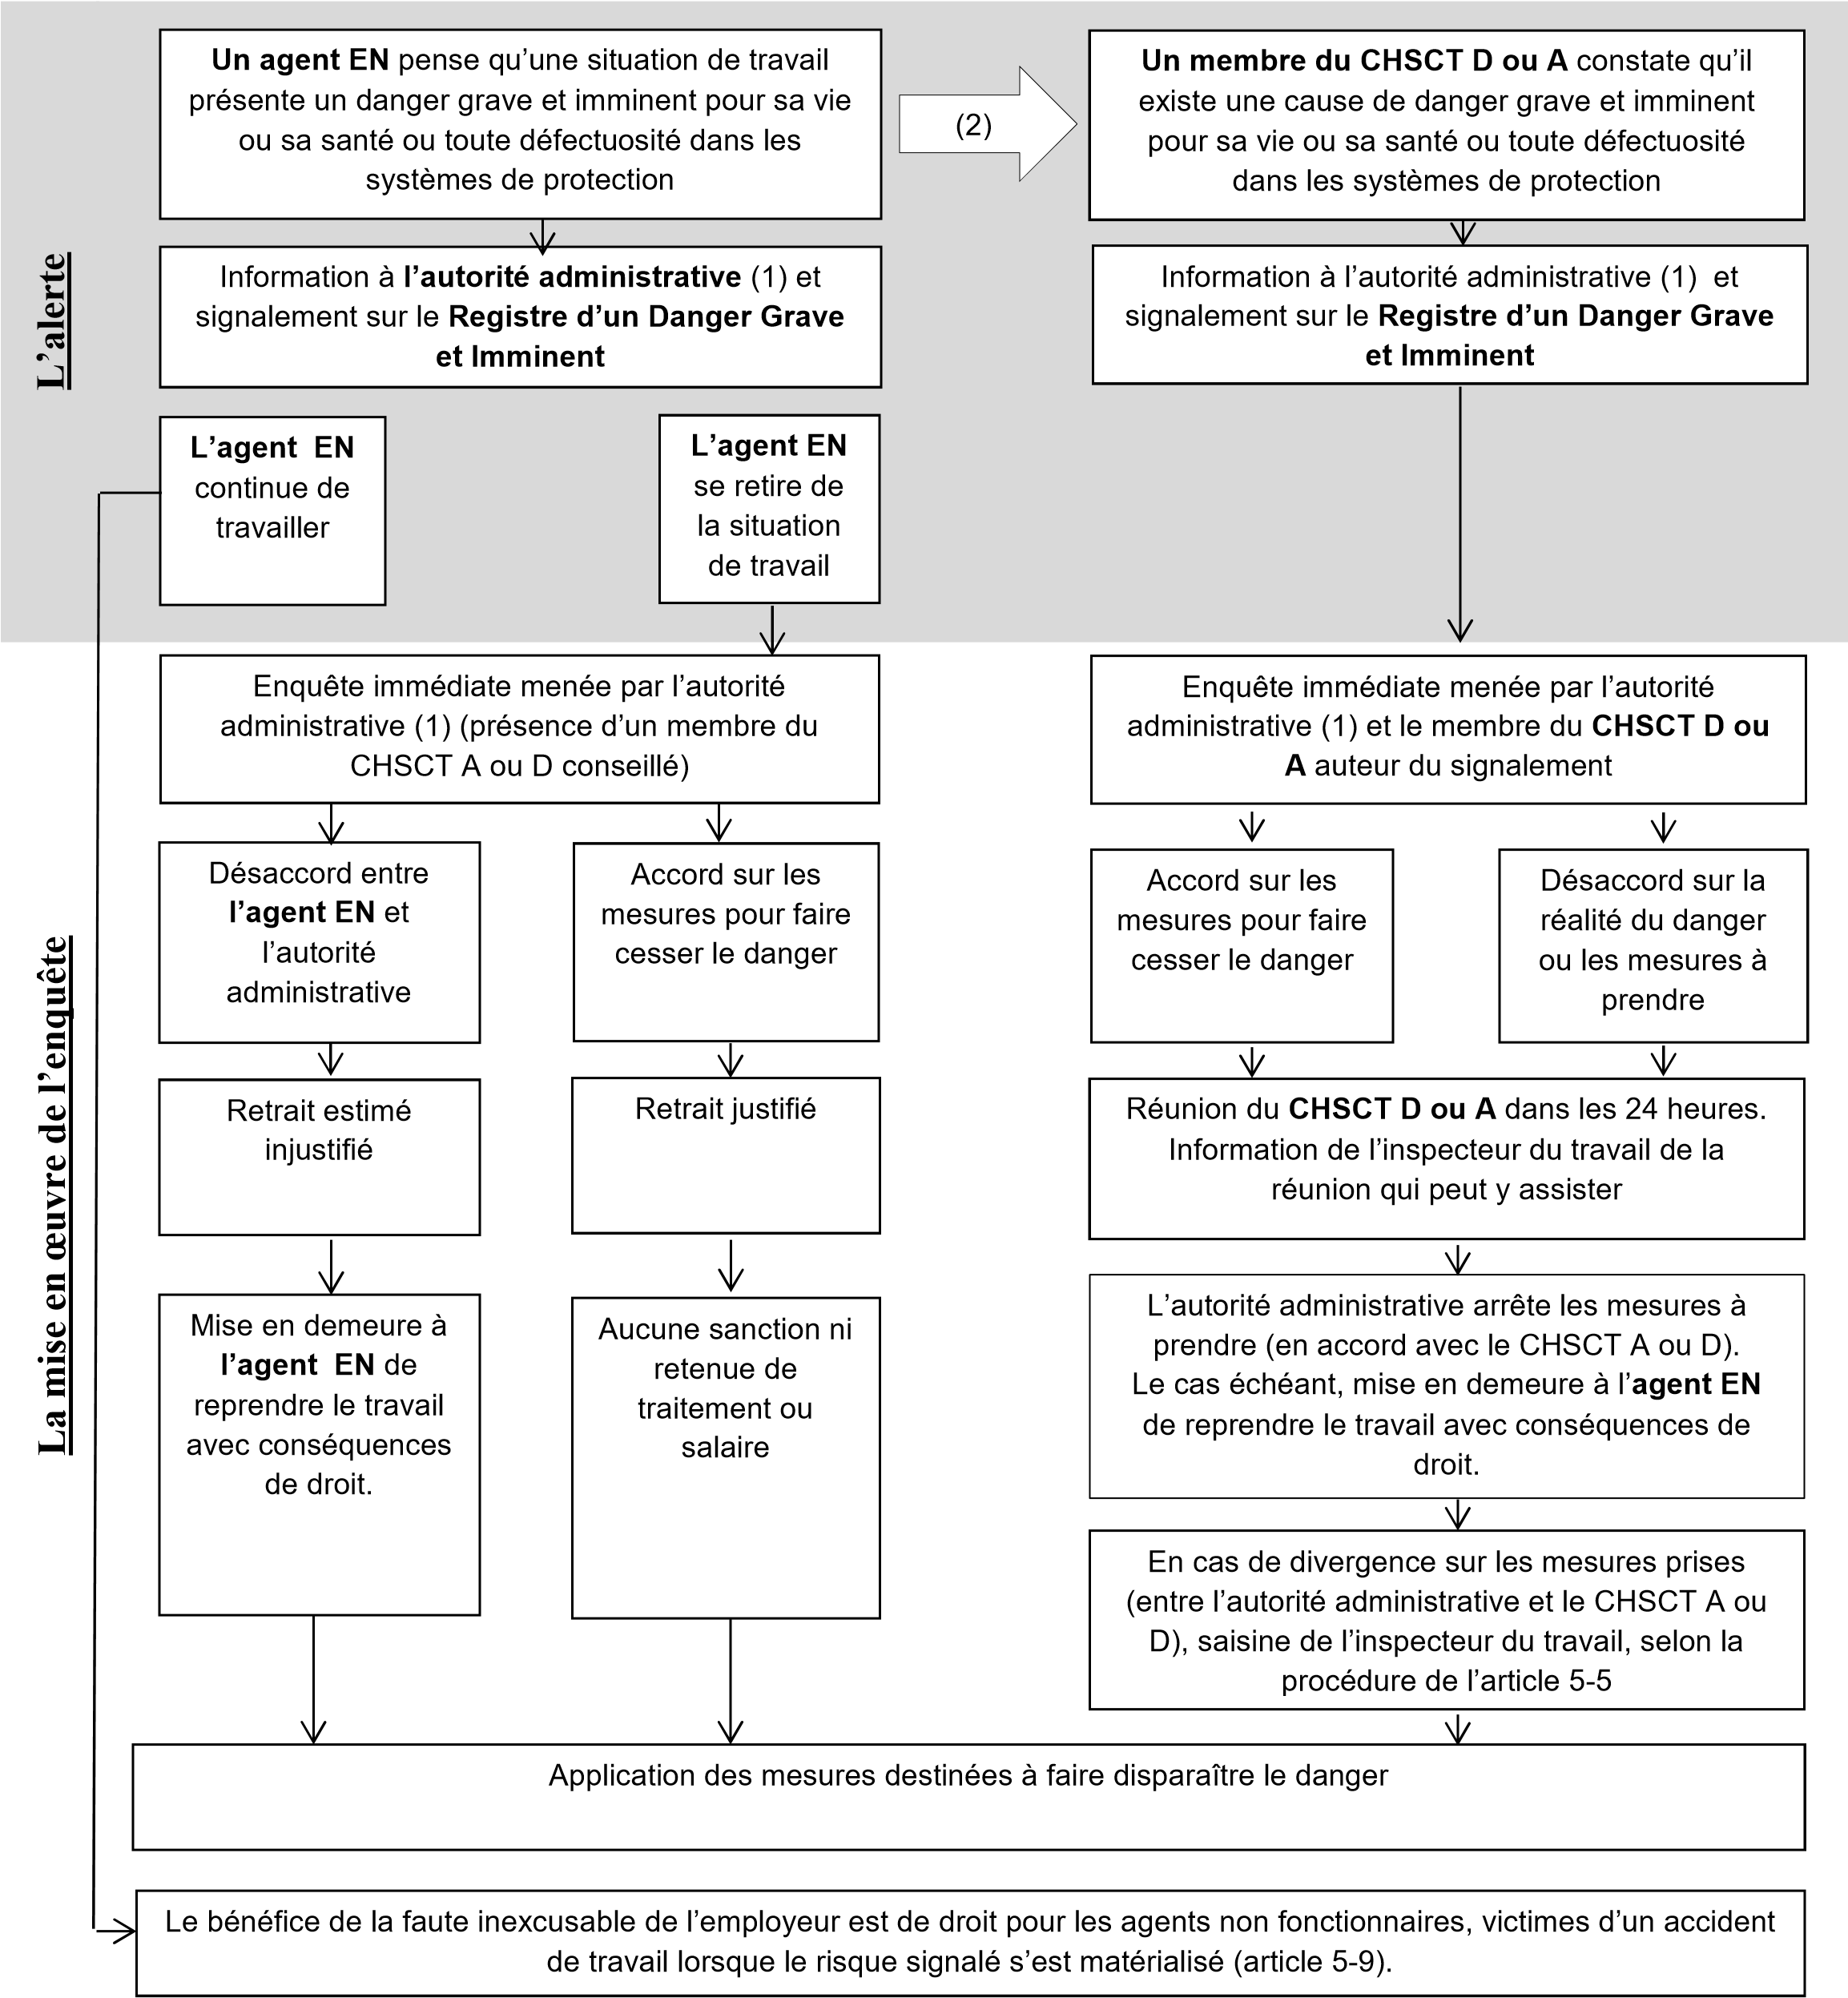 L'alerte
Un agent EN pense qu'une situation de travail
présente un danger grave et imminent pour sa vie
ou sa santé ou toute défectuosité dans les
systèmes de protection
(2)
Un membre du CHSCT D ou A constate qu'il
existe une cause de danger grave et imminent
pour sa vie ou sa santé ou toute défectuosité
dans les systèmes de protection
Information à l'autorité administrative (1) et
signalement sur le Registre d'un Danger Grave
et Imminent
Information à l'autorité administrative (1)  et
signalement sur le Registre d'un Danger Grave
et Imminent
L'agent  EN
continue de
travailler
L'agent EN
se retire de
la situation
de travail
La mise en œuvre de l'enquête
Enquête immédiate menée par l'autorité
administrative (1) (présence d'un membre du
CHSCT A ou D conseillé)
Enquête immédiate menée par l'autorité
administrative (1) et le membre du CHSCT D ou
A auteur du signalement
Désaccord entre
l'agent EN et
l'autorité
administrative
Accord sur les
mesures pour faire
cesser le danger
Accord sur les
mesures pour faire
cesser le danger
Désaccord sur la
réalité du danger
ou les mesures à
prendre
Retrait estimé
injustifié
Retrait justifié
Réunion du CHSCT D ou A dans les 24 heures.
Information de l'inspecteur du travail de la
réunion qui peut y assister
Mise en demeure à
l'agent  EN de
reprendre le travail
avec conséquences
de droit.
Aucune sanction ni
retenue de
traitement ou
salaire
L'autorité administrative arrête les mesures à
prendre (en accord avec le CHSCT A ou D).
Le cas échéant, mise en demeure à l'agent EN
de reprendre le travail avec conséquences de
droit.
En cas de divergence sur les mesures prises
(entre l'autorité administrative et le CHSCT A ou
D), saisine de l'inspecteur du travail, selon la
procédure de l'article 5-5
Application des mesures destinées à faire disparaître le danger
Le bénéfice de la faute inexcusable de l'employeur est de droit pour les agents non fonctionnaires, victimes d'un accident
de travail lorsque le risque signalé s'est matérialisé (article 5-9).